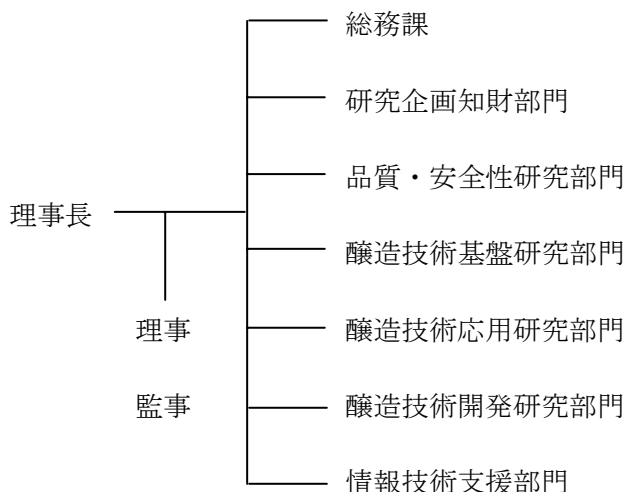 総務課
研究企画知財部門
品質・安全性研究部門
理事長
醸造技術基盤研究部門
理事
醸造技術応用研究部門
監事
醸造技術開発研究部門
情報技術支援部門